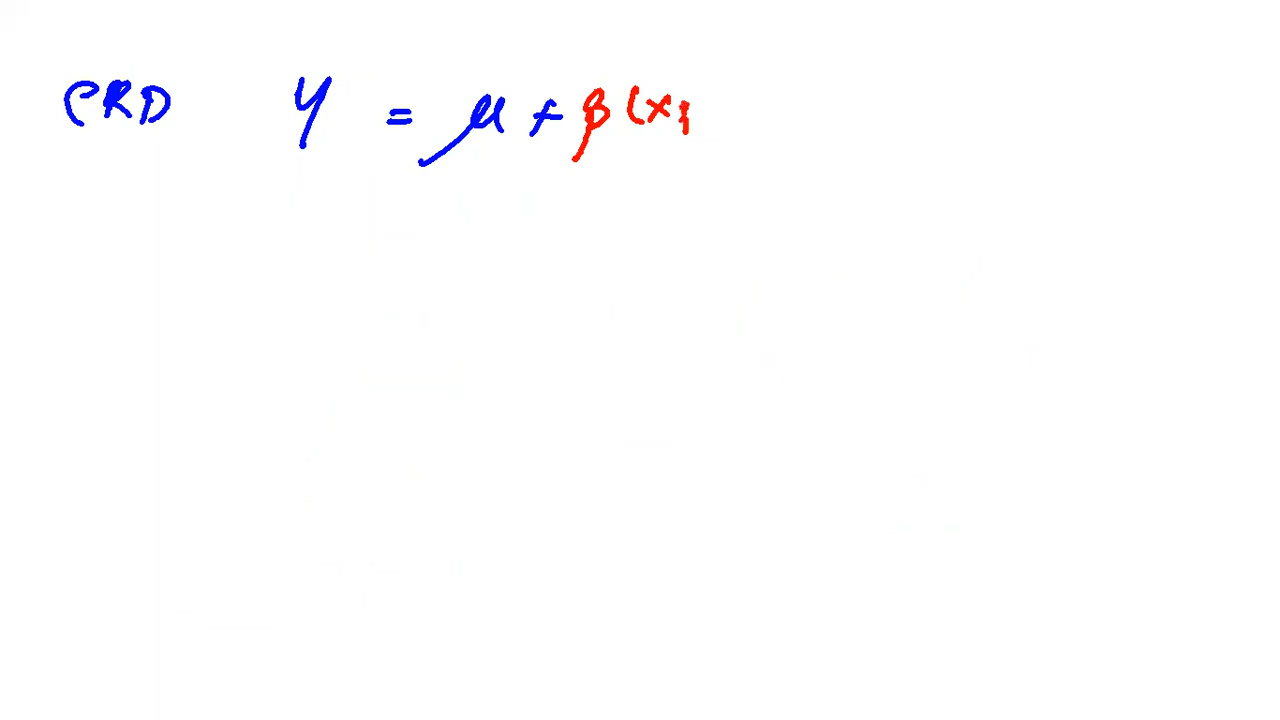 CRD Y = μ + β (x